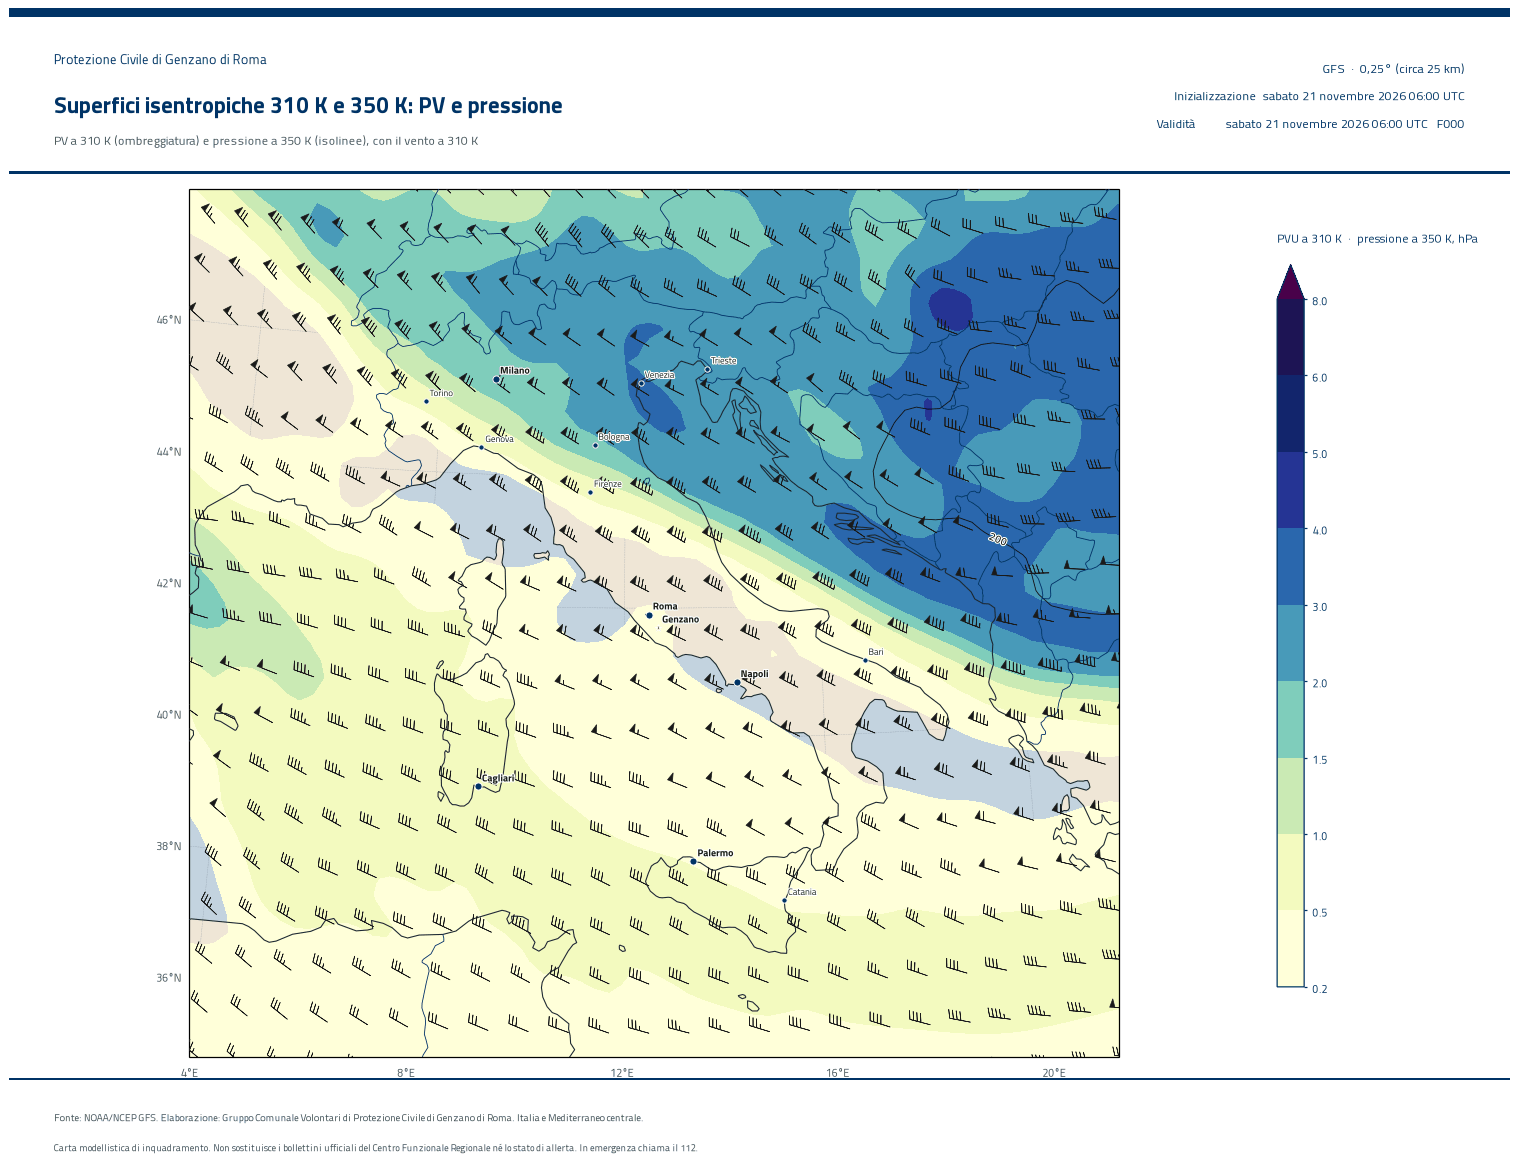 Protezione Civile di Genzano di Roma
Superfici isentropiche 310 K e 350 K: PV e pressione
PV a 310 K (ombreggiatura) e pressione a 350 K (isolinee), con il vento a 310 K
GFS · 0,25° (circa 25 km)
Inizializzazione sabato 21 novembre 2026 06:00 UTC
Validità sabato 21 novembre 2026 06:00 UTC F000
PVU a 310 K · pressione a 350 K, hPa
8.0
6.0
5.0
4.0
3.0
2.0
1.5
1.0
0.5
0.2
46°N
44°N
42°N
40°N
38°N
36°N
4°E
8°E
12°E
16°E
20°E
Trieste
Milano
Venezia
Torino
Genova
Bologna
Firenze
200
Roma
Genzano
Bari
Napoli
Cagliari
Palermo
Catania
Fonte: NOAA/NCEP GFS. Elaborazione: Gruppo Comunale Volontari di Protezione Civile di Genzano di Roma. Italia e Mediterraneo centrale.
Carta modellistica di inquadramento. Non sostituisce i bollettini ufficiali del Centro Funzionale Regionale né lo stato di allerta. In emergenza chiama il 112.